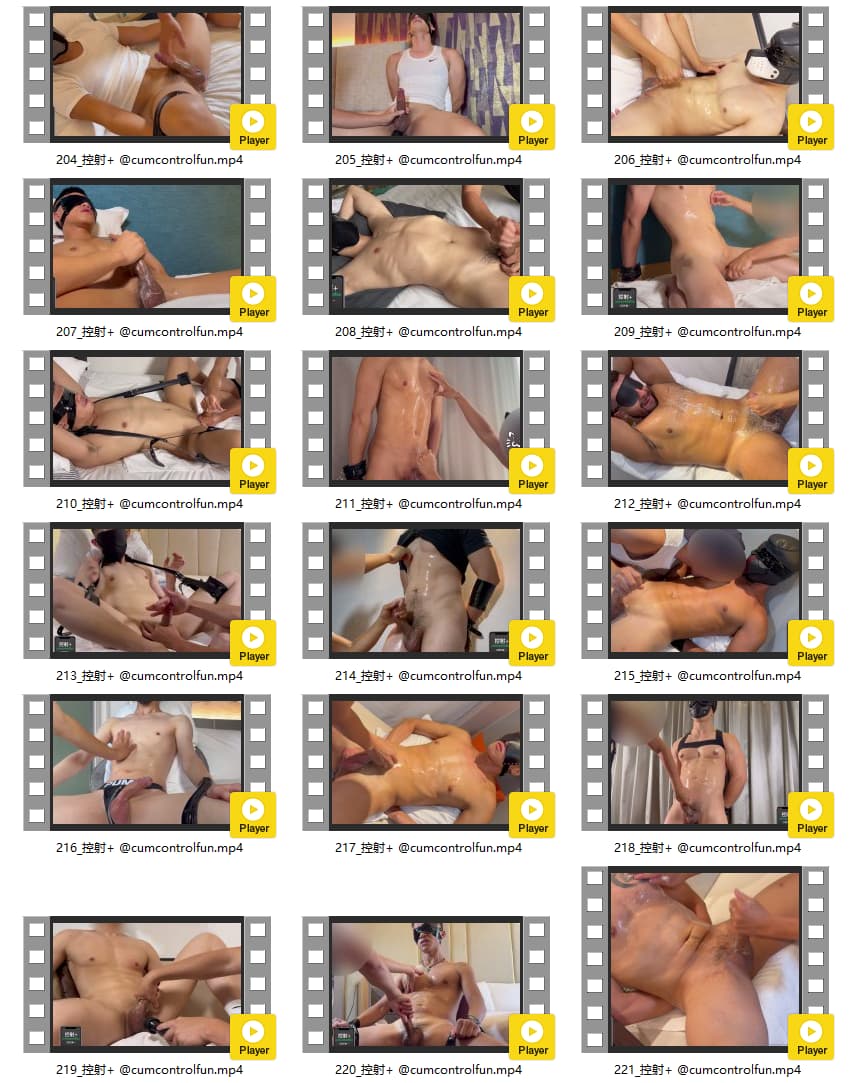 Player
Player
Player
204_控射+ @cumcontrolfun.mp4
205_控射+ @cumcontrolfun.mp4
206_控射+ @cumcontrolfun.mp4
Player
Player
Player
207_控射+ @cumcontrolfun.mp4
208_控射+ @cumcontrolfun.mp4
209_控射+ @cumcontrolfun.mp4
Player
Player
Player
210_控射+ @cumcontrolfun.mp4
211_控射+ @cumcontrolfun.mp4
212_控射+ @cumcontrolfun.mp4
Player
Player
Player
213_控射+ @cumcontrolfun.mp4
214_控射+ @cumcontrolfun.mp4
215_控射+ @cumcontrolfun.mp4
Player
Player
Player
216_控射+ @cumcontrolfun.mp4
217_控射+ @cumcontrolfun.mp4
218_控射+ @cumcontrolfun.mp4
Player
Player
Player
219_控射+ @cumcontrolfun.mp4
220_控射+ @cumcontrolfun.mp4
221_控射+ @cumcontrolfun.mp4